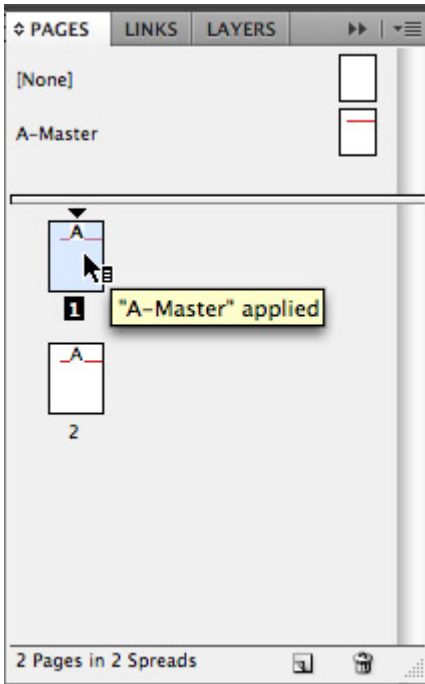 PAGES LINKS LAYERS
[None]
A-Master
A
1
"A-Master" applied
A
2
2 Pages in 2 Spreads